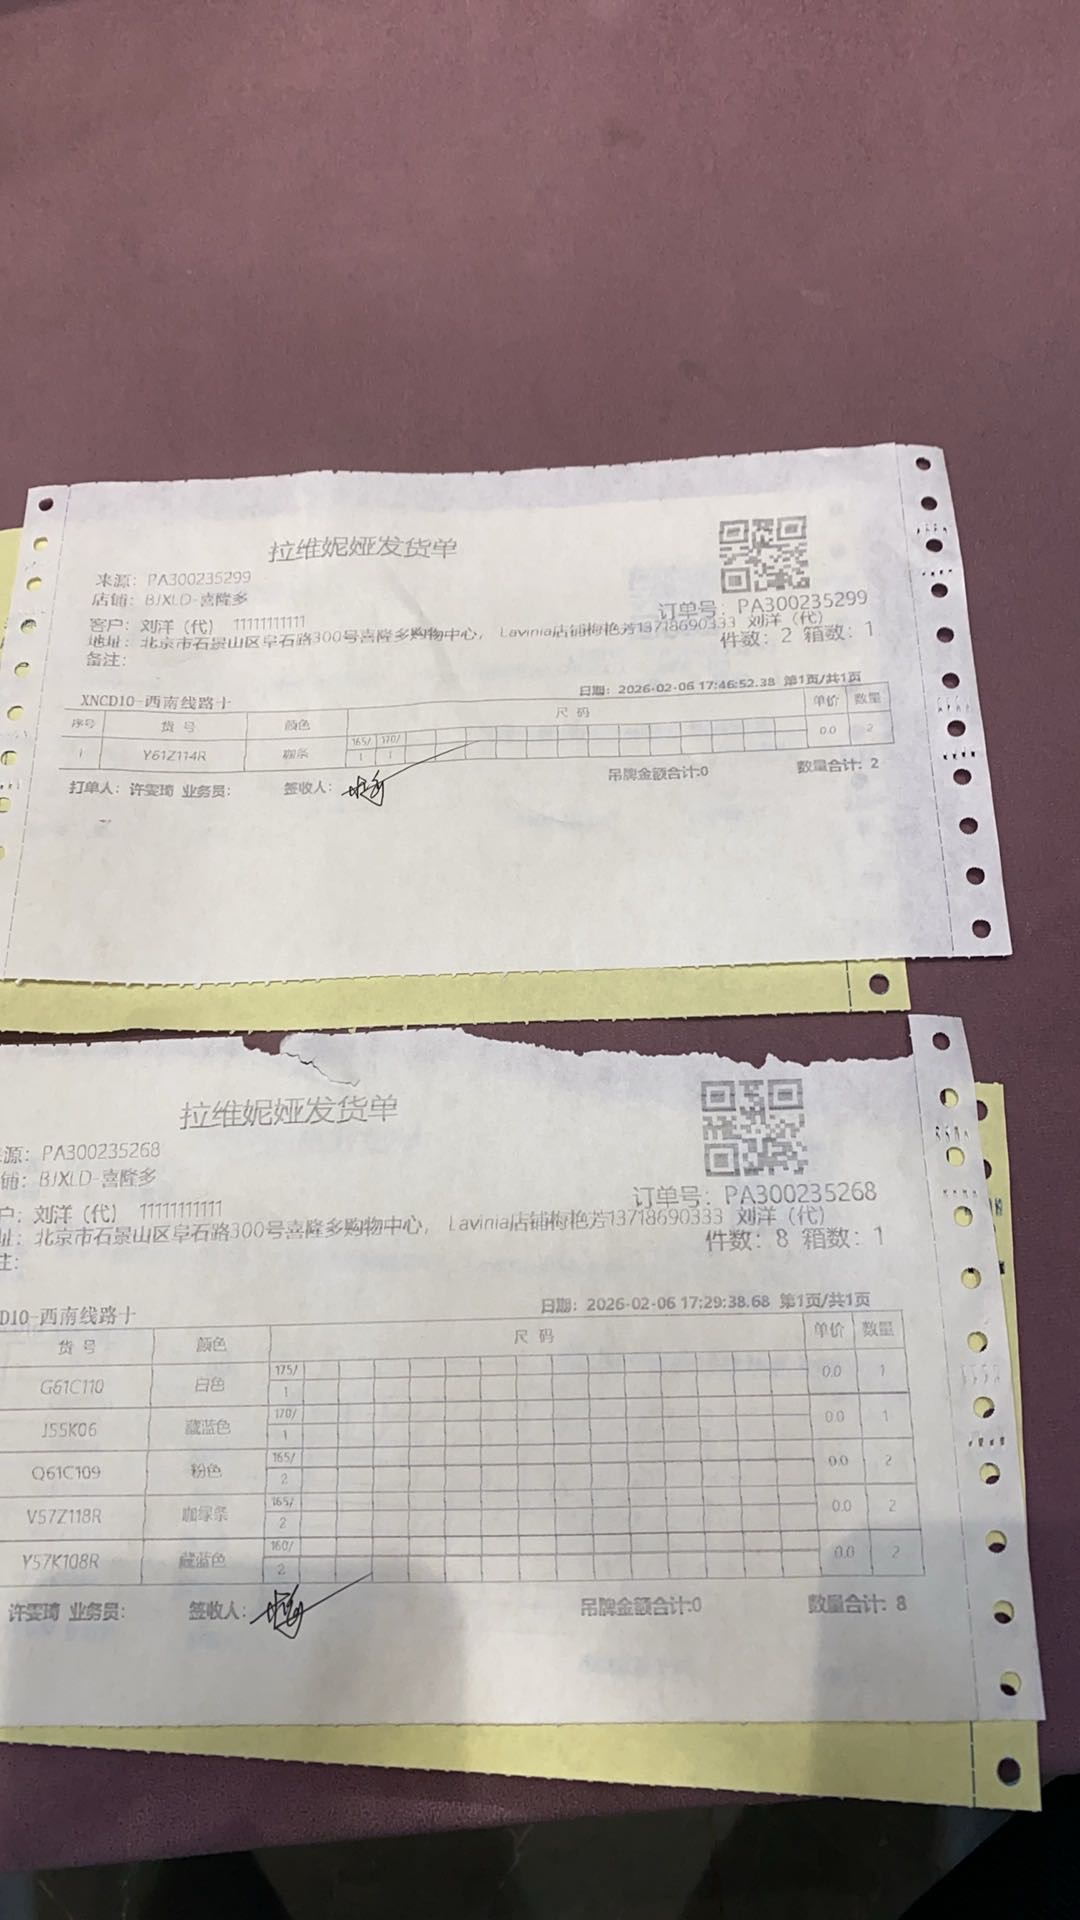 拉维妮娅发货单
来源：PA300235299
店铺：BJXLD-喜隆多
订单号：PA300235299
客户：刘洋（代） 11111111111
地址：北京市石景山区阜石路300号喜隆多购物中心， Lavinia店铺梅艳芳13718690333 刘洋（代）
件数：2 箱数：1
备注：
XNCD10-西南线路十
日期：2026-02-06 17:46:52.38 第1页/共1页
序号 货 号 颜色 尺 码 单价 数量
165/ 170/
1 Y61Z114R 咖条 1 1 0.0 2
打单人：许雯琦 业务员： 签收人： 吊牌金额合计:0 数量合计：2
拉维妮娅发货单
源：PA300235268
铺：BJXLD-喜隆多
订单号：PA300235268
户：刘洋（代） 11111111111
址：北京市石景山区阜石路300号喜隆多购物中心， Lavinia店铺梅艳芳13718690333 刘洋（代）
件数：8 箱数：1
注：
D10-西南线路十
日期：2026-02-06 17:29:38.68 第1页/共1页
货 号 颜色 尺 码 单价 数量
175/
G61C110 白色 1 0.0 1
170/
J55K06 藏蓝色 1 0.0 1
165/
Q61C109 粉色 2 0.0 2
165/
V57Z118R 咖绿条 2 0.0 2
160/
Y57K108R 藏蓝色 2 0.0 2
许雯琦 业务员： 签收人： 吊牌金额合计:0 数量合计：8